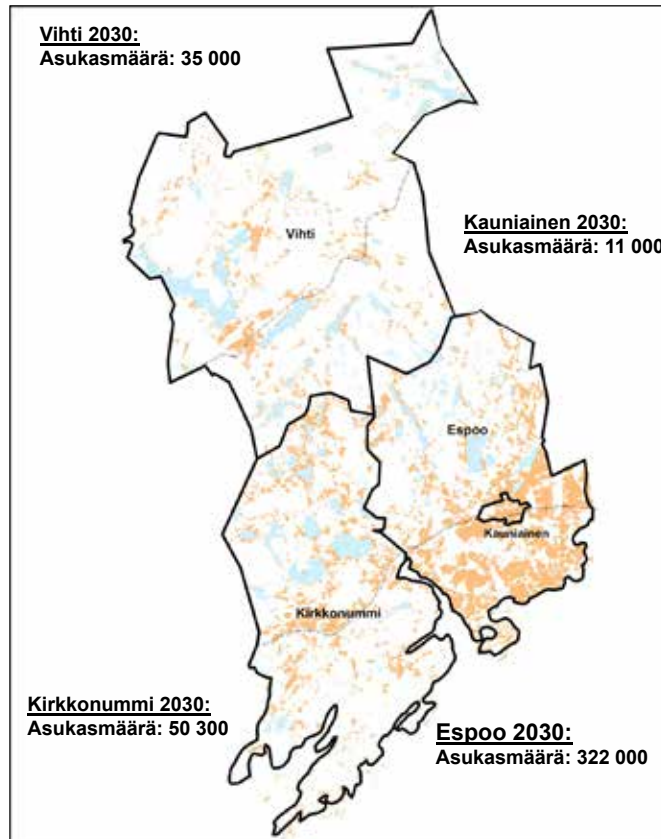 Vihti 2030:
Asukasmäärä: 35 000
Kauniainen 2030:
Asukasmäärä: 11 000
Vihti
Espoo
Kauniainen
Kirkkonummi
Kirkkonummi 2030:
Asukasmäärä: 50 300
Espoo 2030:
Asukasmäärä: 322 000